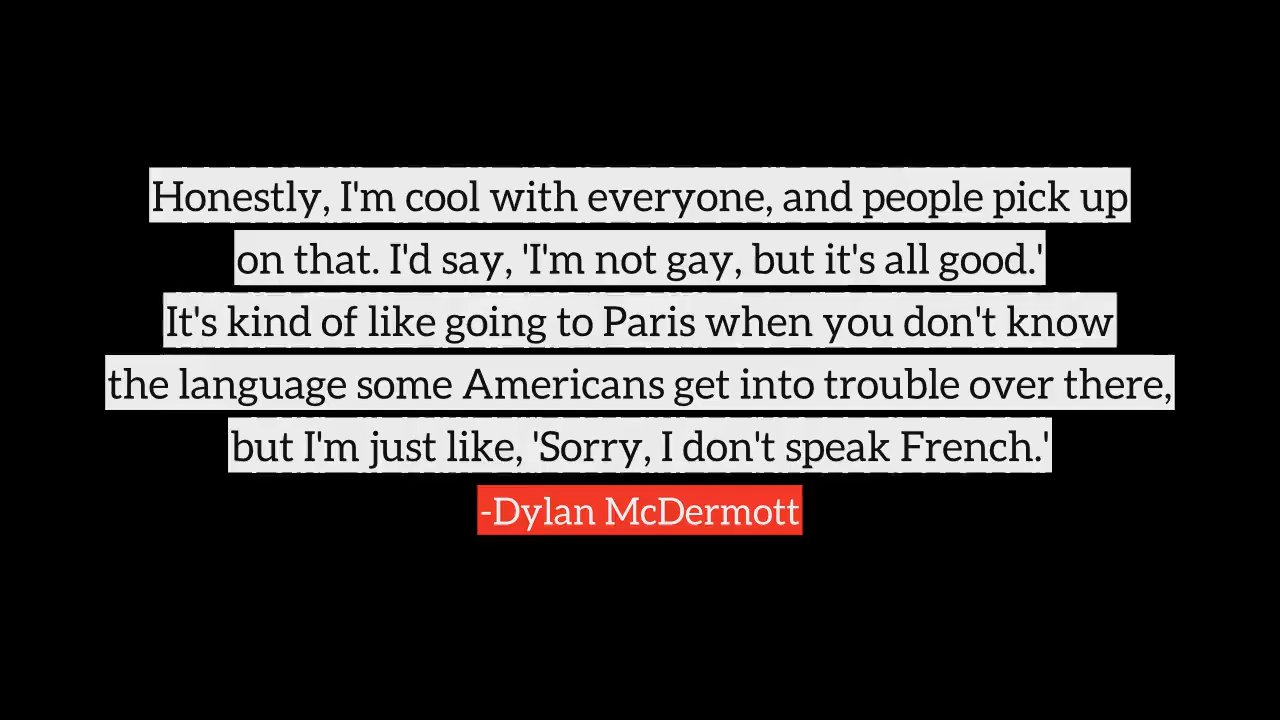 Honestly, I'm cool with everyone, and people pick up
on that. I'd say, 'I'm not gay, but it's all good.'
It's kind of like going to Paris when you don't know
the language some Americans get into trouble over there,
but I'm just like, 'Sorry, I don't speak French.'
-Dylan McDermott